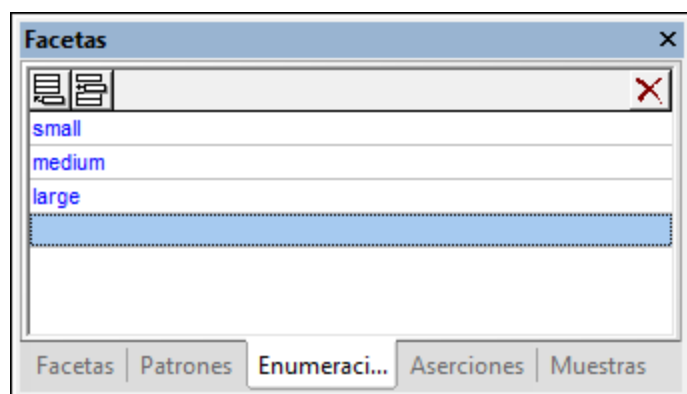 Facetas
small
medium
large
Facetas Patrones Enumeraci... Aserciones Muestras